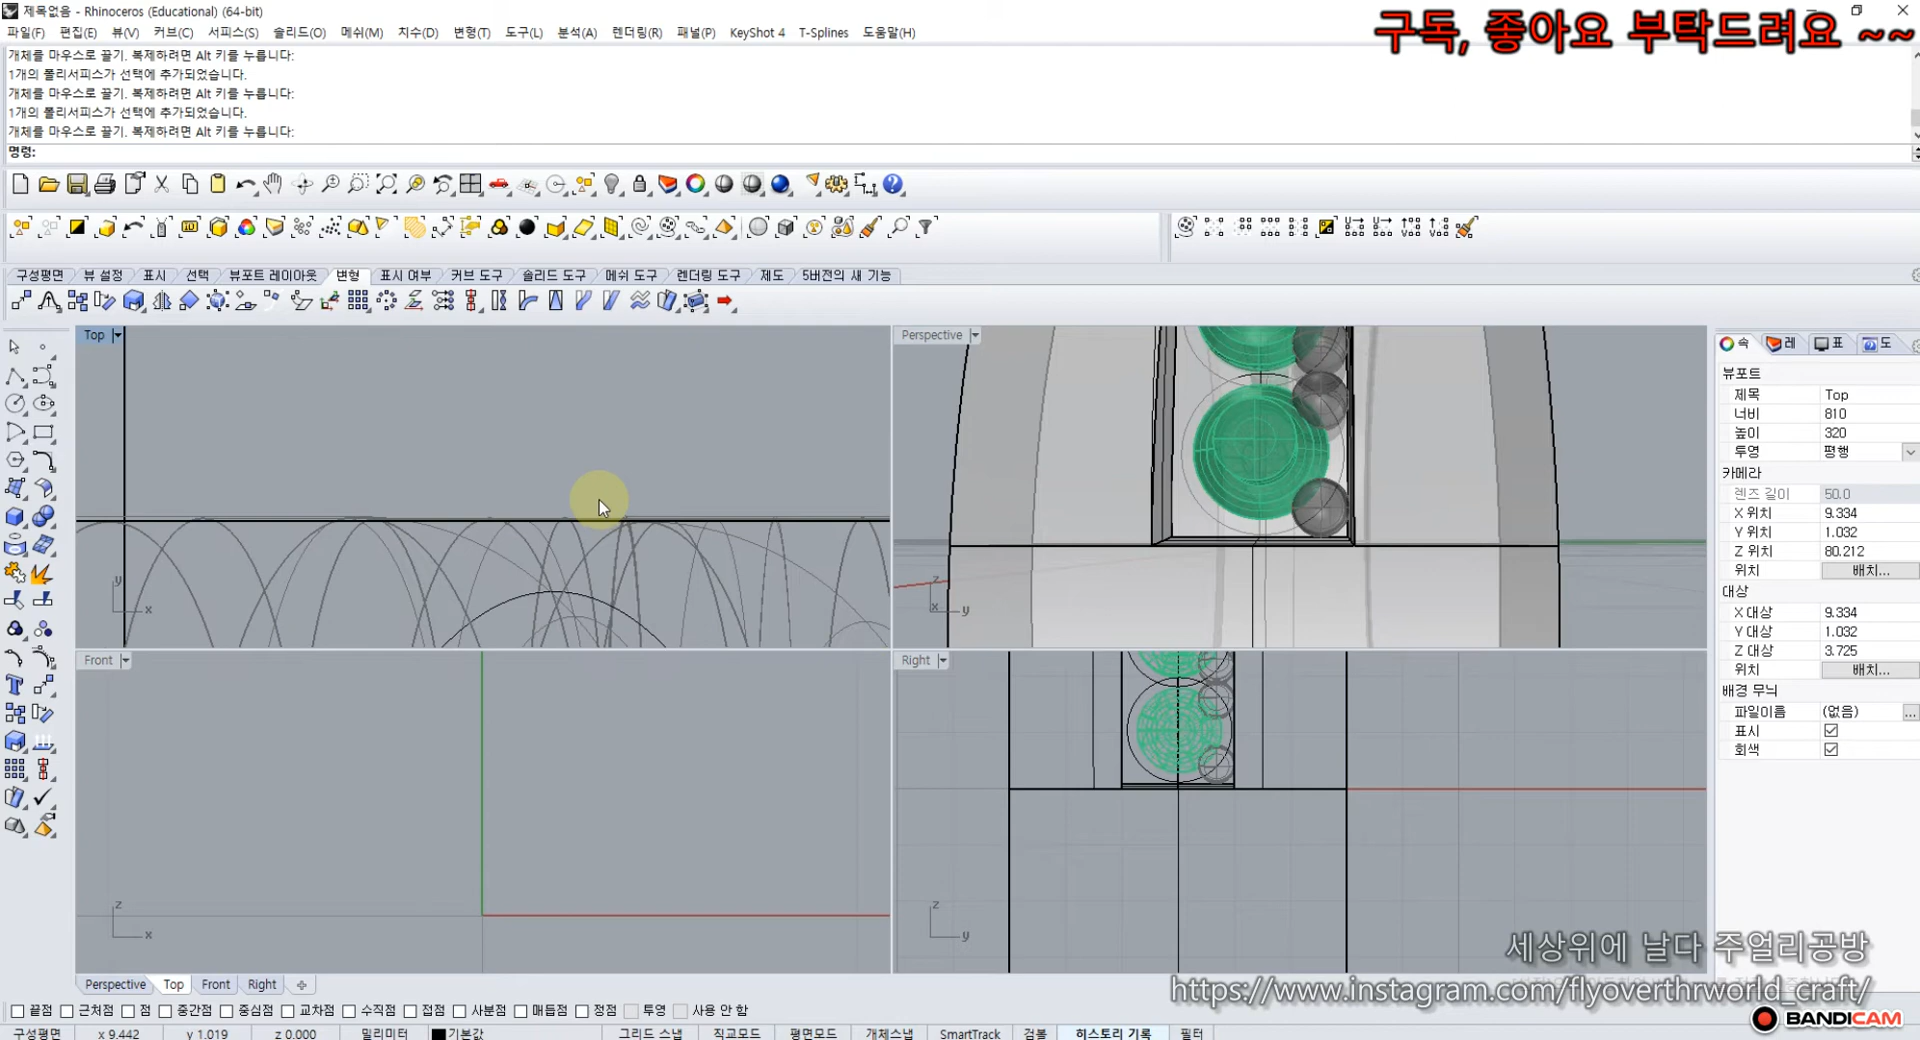 제목없음 - Rhinoceros (Educational) (64-bit)
파일(F) 편집(E) 뷰(V) 커브(C) 서피스(S) 솔리드(O) 메쉬(M) 치수(D) 변형(T) 도구(L) 분석(A) 렌더링(R) 패널(P) KeyShot 4 T-Splines 도움말(H)
구독, 좋아요 부탁드려요 ~~
개체를 마우스로 끌기. 복제하려면 Alt 키를 누릅니다:
1개의 폴리서피스가 선택에 추가되었습니다.
개체를 마우스로 끌기. 복제하려면 Alt 키를 누릅니다:
1개의 폴리서피스가 선택에 추가되었습니다.
개체를 마우스로 끌기. 복제하려면 Alt 키를 누릅니다:
명령:
구성평면 뷰 설정 표시 선택 뷰포트 레이아웃 변형 표시 여부 커브 도구 솔리드 도구 메쉬 도구 렌더링 도구 제도 5버전의 새 기능
Top
y
x
Perspective
z
x y
Front
z
x
Right
z
y
속 레 표 도
뷰포트
제목 Top
너비 810
높이 320
투영 평행
카메라
렌즈 길이 50.0
X 위치 9.334
Y 위치 1.032
Z 위치 80.212
위치 배치...
대상
X 대상 9.334
Y 대상 1.032
Z 대상 3.725
위치 배치...
배경 무늬
파일이름 (없음) ...
표시
회색
세상위에 날다 주얼리공방
https://www.instagram.com/flyoverthrworld_craft/
BANDICAM
Perspective Top Front Right
끝점 근처점 점 중간점 중심점 교차점 수직점 접점 사분점 매듭점 정점 투영 사용 안 함
구성평면 x 9.442 y 1.019 z 0.000 밀리미터 기본값 그리드 스냅 직교모드 평면모드 개체스냅 SmartTrack 검볼 히스토리 기록 필터